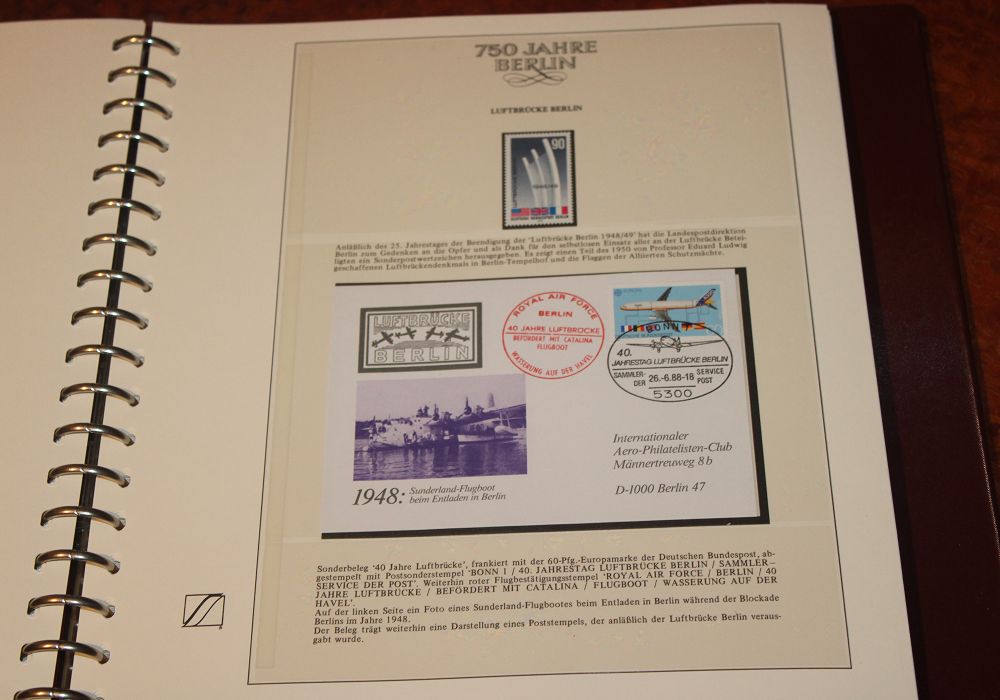 750 JAHRE
BERLIN
LUFTBRÜCKE BERLIN
90
LUFTBRÜCKE BERLIN
1948/49
DEUTSCHE BUNDESPOST BERLIN
Anläßlich des 25. Jahrestages der Beendigung der 'Luftbrücke Berlin 1948/49' hat die Landespostdirektion
Berlin zum Gedenken an die Opfer und als Dank für den selbstlosen Einsatz aller an der Luftbrücke Betei-
ligten ein Sonderpostwertzeichen herausgegeben. Es zeigt einen Teil des 1950 von Professor Eduard Ludwig
geschaffenen Luftbrückendenkmals in Berlin-Tempelhof und die Flaggen der Alliierten Schutzmächte.
LUFTBRÜCKE
BERLIN
ROYAL AIR FORCE
BERLIN
40 JAHRE LUFTBRÜCKE
BEFÖRDERT MIT CATALINA
FLUGBOOT
WASSERUNG AUF DER HAVEL
EUROPA
BONN 1
40.
JAHRESTAG LUFTBRÜCKE BERLIN
SAMMLER-
DER
26.-6.88-18
SERVICE
POST
5300
1948: Sunderland-Flugboot
beim Entladen in Berlin
Internationaler
Aero-Philatelisten-Club
Männertreuweg 8 b
D-1000 Berlin 47
Sonderbeleg '40 Jahre Luftbrücke', frankiert mit der 60-Pfg.-Europamarke der Deutschen Bundespost, ab-
gestempelt mit Postsonderstempel 'BONN 1 / 40. JAHRESTAG LUFTBRÜCKE BERLIN / SAMMLER-
SERVICE DER POST'. Weiterhin roter Flugbestätigungsstempel 'ROYAL AIR FORCE / BERLIN / 40
JAHRE LUFTBRÜCKE / BEFÖRDERT MIT CATALINA / FLUGBOOT / WASSERUNG AUF DER
HAVEL'.
Auf der linken Seite ein Foto eines Sunderland-Flugbootes beim Entladen in Berlin während der Blockade
Berlins im Jahre 1948.
Der Beleg trägt weiterhin eine Darstellung eines Poststempels, der anläßlich der Luftbrücke Berlin veraus-
gabt wurde.